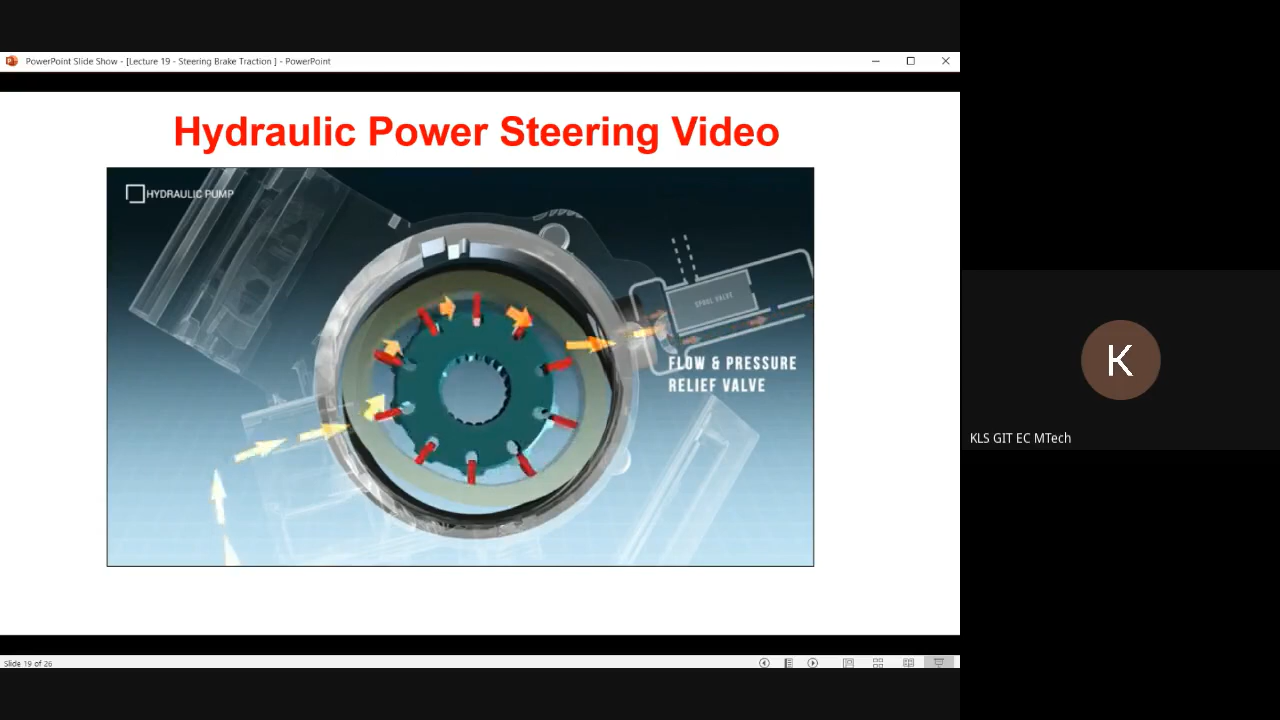 PowerPoint Slide Show - [Lecture 19 - Steering Brake Traction ] - PowerPoint
Hydraulic Power Steering Video
HYDRAULIC PUMP
SPOOL VALVE
FLOW & PRESSURE
RELIEF VALVE
K
KLS GIT EC MTech
Slide 19 of 26